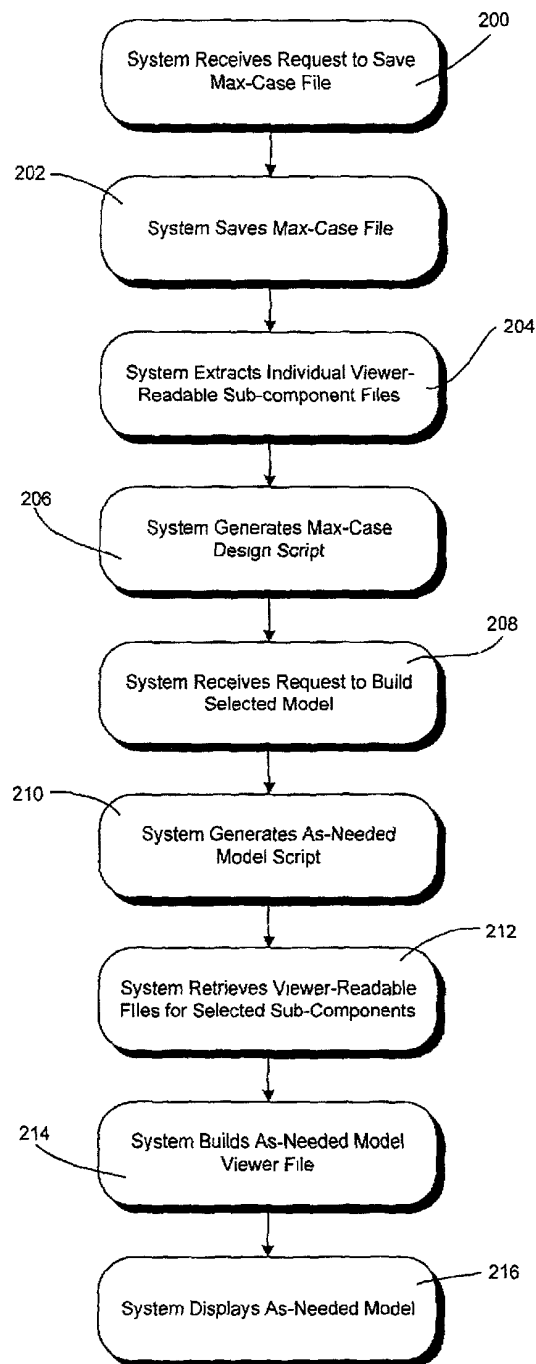 200
System Receives Request to Save
Max-Case File
202
System Saves Max-Case File
204
System Extracts Individual Viewer-
Readable Sub-component Files
206
System Generates Max-Case
Design Script
208
System Receives Request to Build
Selected Model
210
System Generates As-Needed
Model Script
212
System Retrieves Viewer-Readable
Files for Selected Sub-Components
214
System Builds As-Needed Model
Viewer File
216
System Displays As-Needed Model